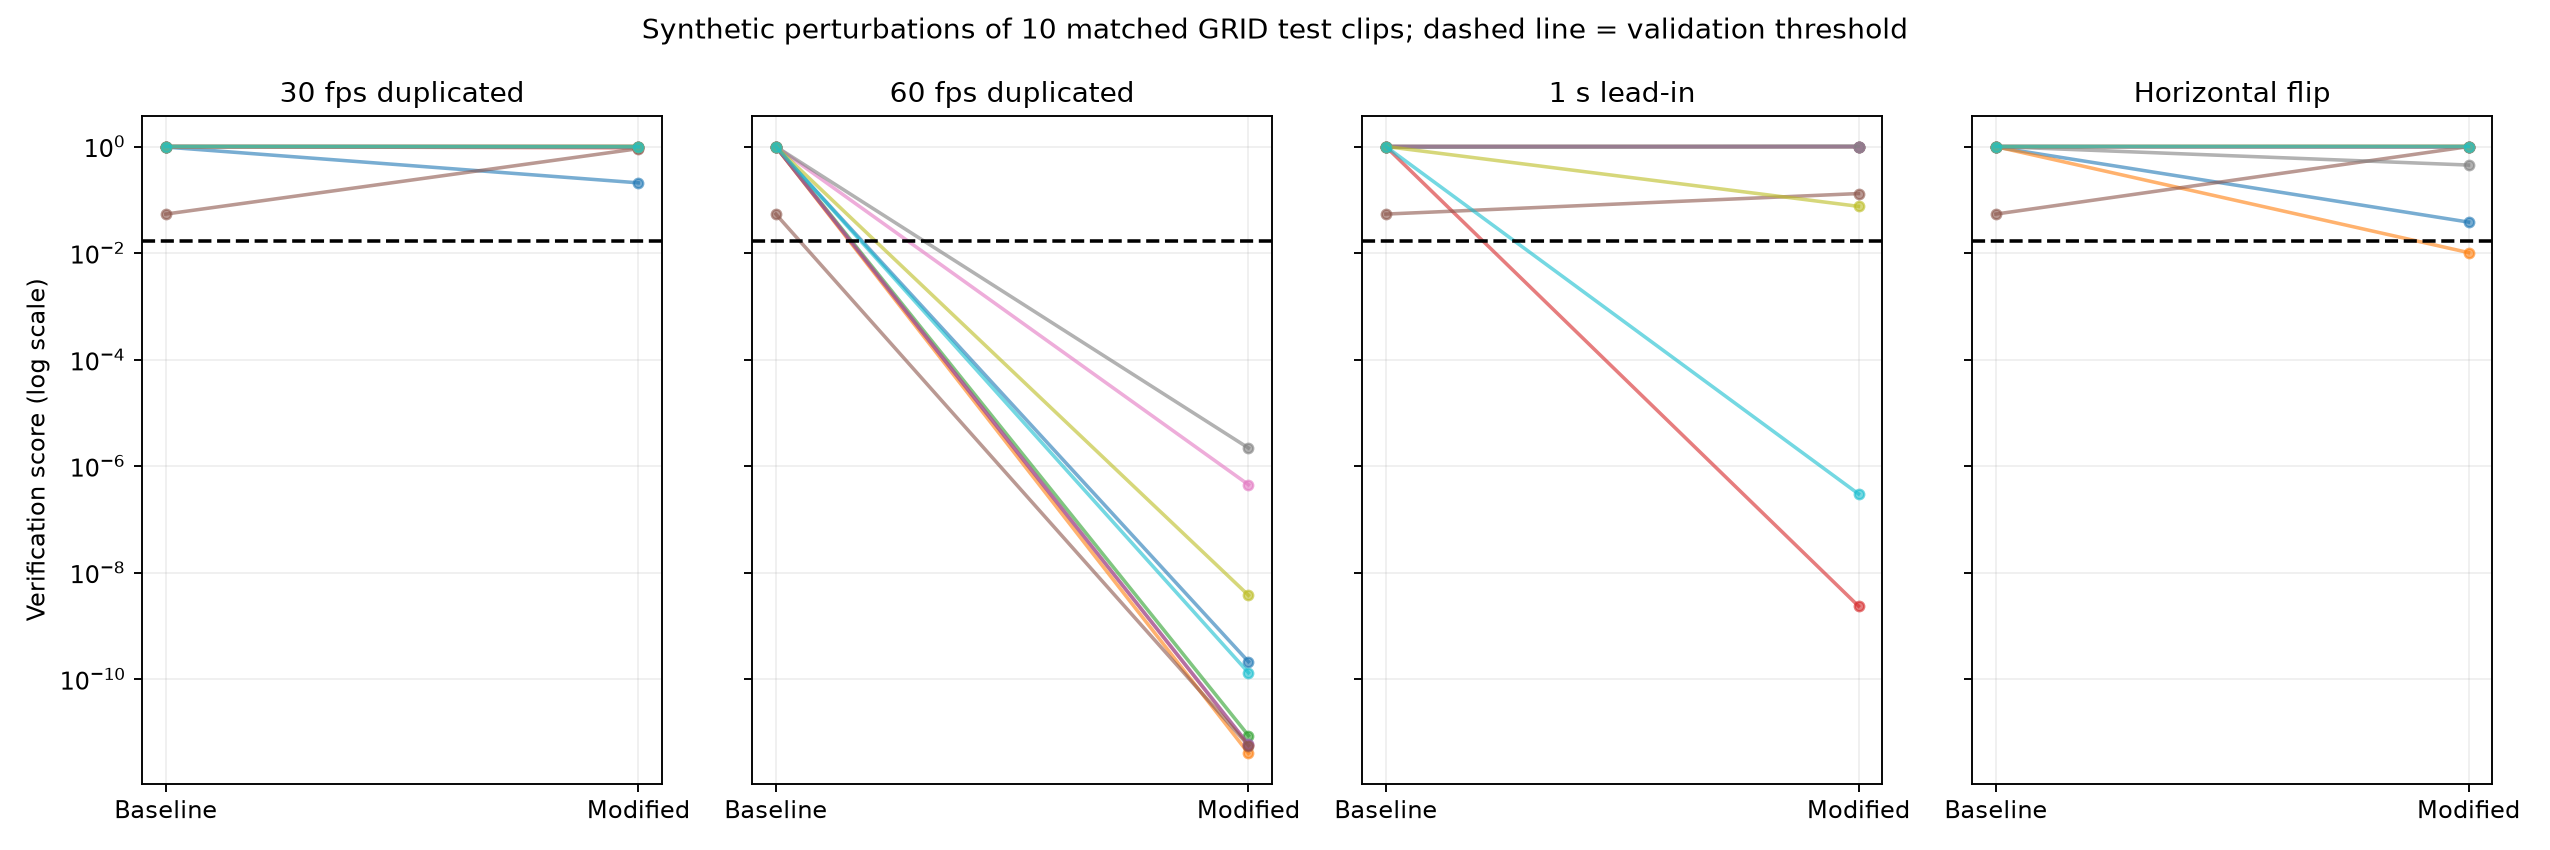 Synthetic perturbations of 10 matched GRID test clips; dashed line = validation threshold
30 fps duplicated
60 fps duplicated
1 s lead-in
Horizontal flip
Verification score (log scale)
10⁰
10⁻²
10⁻⁴
10⁻⁶
10⁻⁸
10⁻¹⁰
Baseline Modified
Baseline Modified
Baseline Modified
Baseline Modified